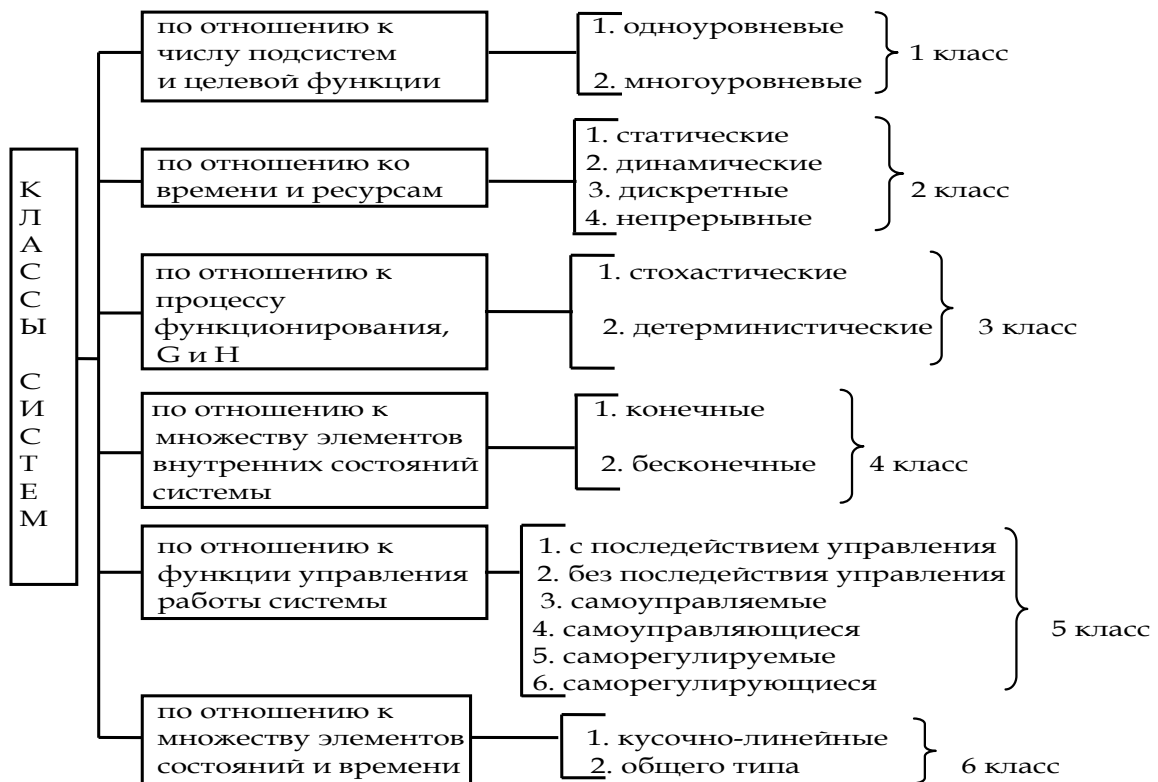 КЛАССЫ СИСТЕМ
по отношению к
числу подсистем
и целевой функции
1. одноуровневые
2. многоуровневые
1 класс
по отношению ко
времени и ресурсам
1. статические
2. динамические
3. дискретные
4. непрерывные
2 класс
по отношению к
процессу
функционирования,
G и H
1. стохастические
2. детерминистические
3 класс
по отношению к
множеству элементов
внутренних состояний
системы
1. конечные
2. бесконечные
4 класс
по отношению к
функции управления
работы системы
1. с последействием управления
2. без последействия управления
3. самоуправляемые
4. самоуправляющиеся
5. саморегулируемые
6. саморегулирующиеся
5 класс
по отношению к
множеству элементов
состояний и времени
1. кусочно-линейные
2. общего типа
6 класс